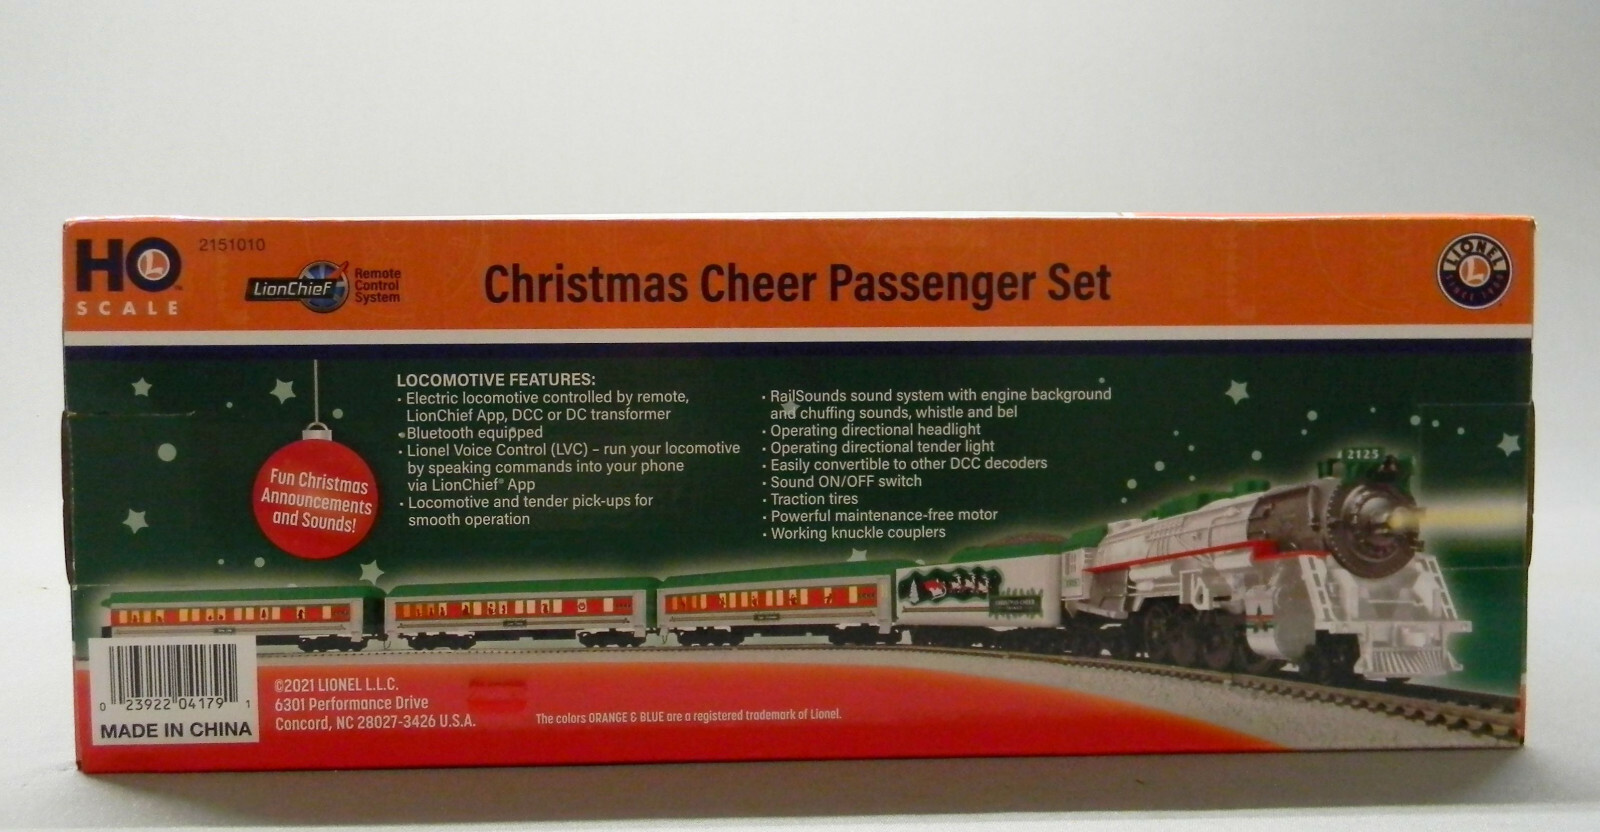 HO
SCALE
2151010
LionChief
Remote
Control
System
Christmas Cheer Passenger Set
LIONEL
L
Fun Christmas
Announcements
and Sounds!
LOCOMOTIVE FEATURES:
· Electric locomotive controlled by remote,
LionChief App, DCC or DC transformer
· Bluetooth equipped
· Lionel Voice Control (LVC) – run your locomotive
by speaking commands into your phone
via LionChief® App
· Locomotive and tender pick-ups for
smooth operation
· RailSounds sound system with engine background
and chuffing sounds, whistle and bel
· Operating directional headlight
· Operating directional tender light
· Easily convertible to other DCC decoders
· Sound ON/OFF switch
· Traction tires
· Powerful maintenance-free motor
· Working knuckle couplers
2125
0 23922 04179 1
MADE IN CHINA
©2021 LIONEL L.L.C.
6301 Performance Drive
Concord, NC 28027-3426 U.S.A.
The colors ORANGE & BLUE are a registered trademark of Lionel.